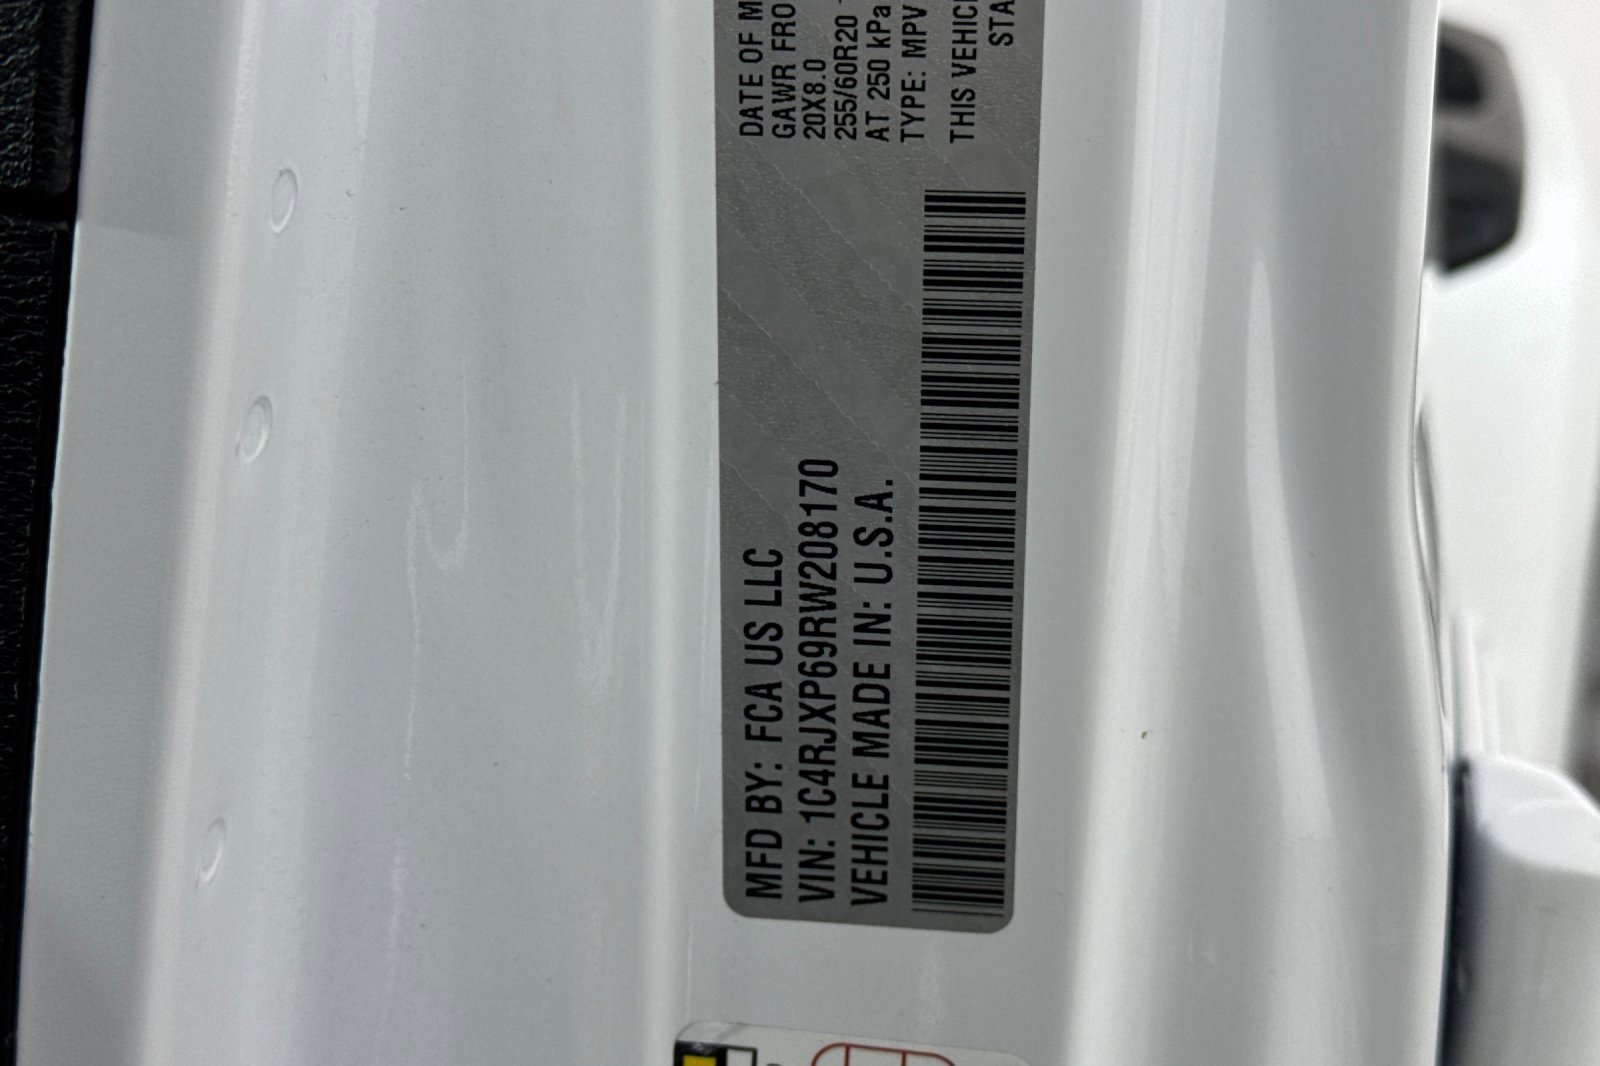 MFD BY: FCA US LLC
VIN: 1C4RJXP69RW208170
VEHICLE MADE IN: U.S.A.
DATE OF M
GAWR FRO
20X8.0
255/60R20
AT 250 kPa
TYPE: MPV
THIS VEHIC
STA